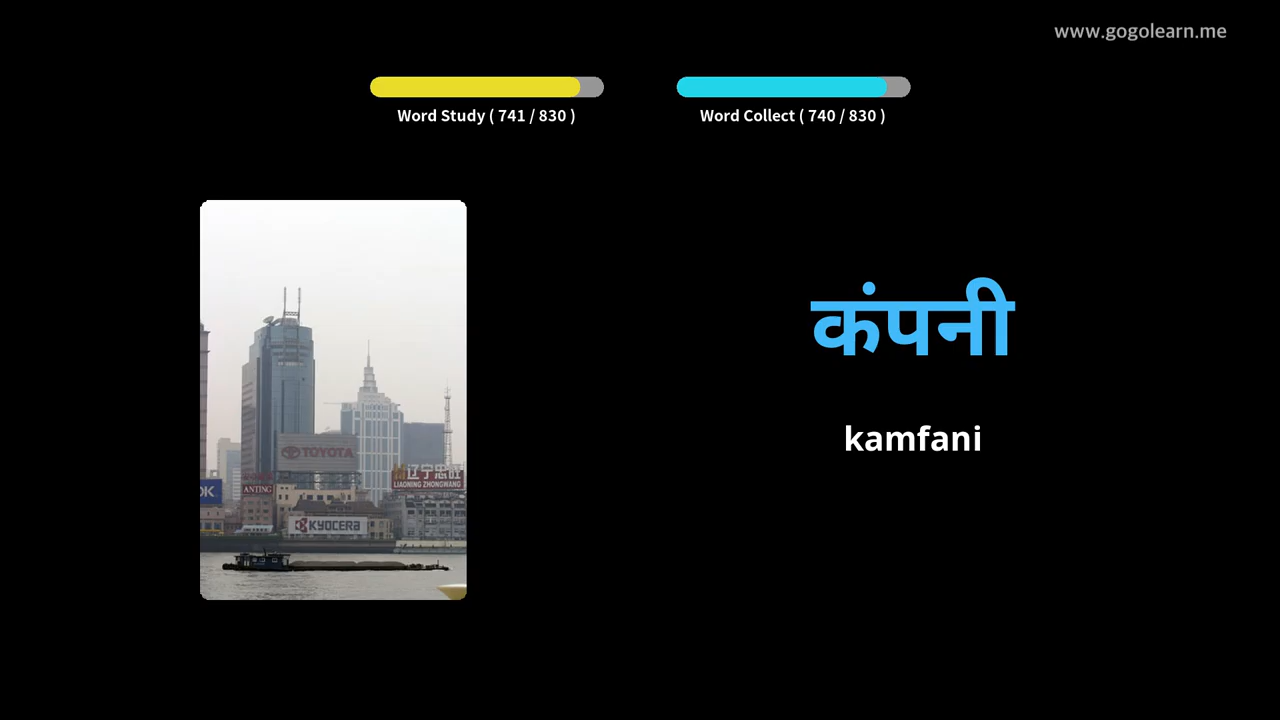 www.gogolearn.me
Word Study ( 741 / 830 )
Word Collect ( 740 / 830 )
कंपनी
kamfani
TOYOTA
辽宁忠旺
LIAONING ZHONGWANG
ANTING
OK
KYOCERA